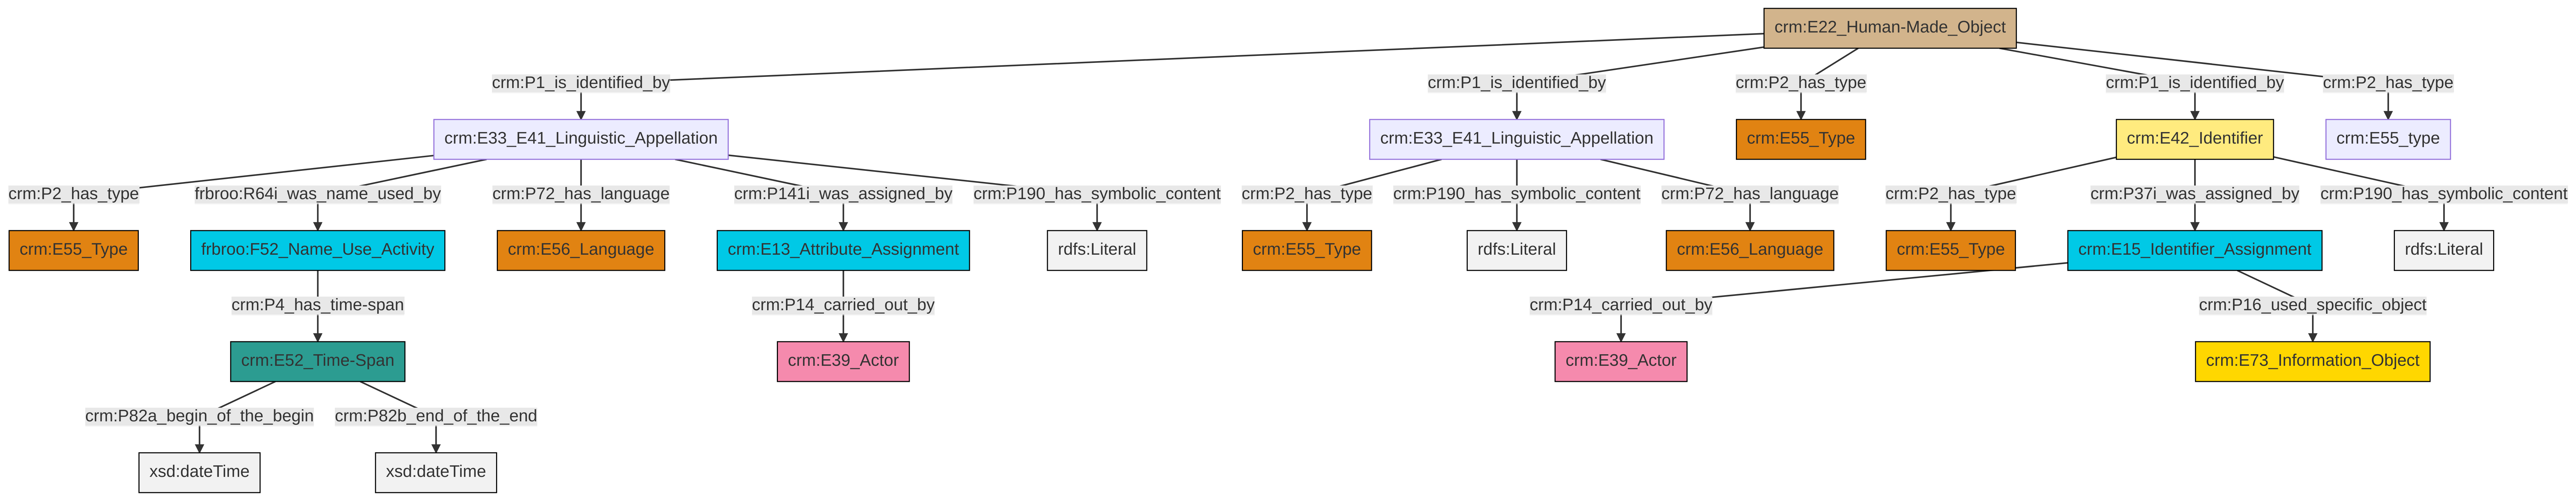 crm:E22_Human-Made_Object
crm:P1_is_identified_by
crm:P1_is_identified_by
crm:P2_has_type
crm:P1_is_identified_by
crm:P2_has_type
crm:E33_E41_Linguistic_Appellation
crm:E33_E41_Linguistic_Appellation
crm:E55_Type
crm:E42_Identifier
crm:E55_type
crm:P2_has_type
frbroo:R64i_was_name_used_by
crm:P72_has_language
crm:P141i_was_assigned_by
crm:P190_has_symbolic_content
crm:P2_has_type
crm:P190_has_symbolic_content
crm:P72_has_language
crm:P2_has_type
crm:P37i_was_assigned_by
crm:P190_has_symbolic_content
crm:E55_Type
frbroo:F52_Name_Use_Activity
crm:E56_Language
crm:E13_Attribute_Assignment
rdfs:Literal
crm:E55_Type
rdfs:Literal
crm:E56_Language
crm:E55_Type
crm:E15_Identifier_Assignment
rdfs:Literal
crm:P4_has_time-span
crm:P14_carried_out_by
crm:P14_carried_out_by
crm:P16_used_specific_object
crm:E52_Time-Span
crm:E39_Actor
crm:E39_Actor
crm:E73_Information_Object
crm:P82a_begin_of_the_begin
crm:P82b_end_of_the_end
xsd:dateTime
xsd:dateTime